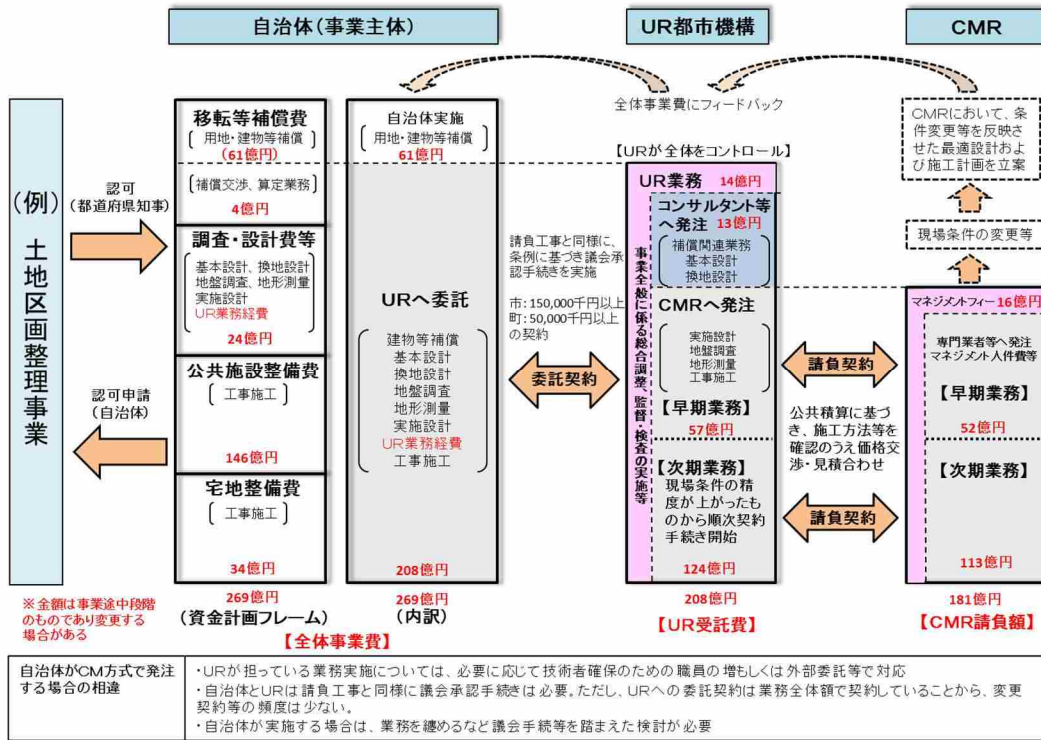 自治体（事業主体）
UR都市機構
CMR
（例）土地区画整理事業
認可
（都道府県知事）
認可申請
（自治体）
※金額は事業途中段階
のものであり変更する
場合がある
移転等補償費
用地・建物等補償
（61億円）
補償交渉、算定業務
4億円
調査・設計費等
基本設計、換地設計
地盤調査、地形測量
実施設計
UR業務経費
24億円
公共施設整備費
工事施工
146億円
宅地整備費
工事施工
34億円
269億円
（資金計画フレーム）
自治体実施
用地・建物等補償
61億円
URへ委託
建物等補償
基本設計
換地設計
地盤調査
地形測量
実施設計
UR業務経費
工事施工
208億円
269億円
（内訳）
【全体事業費】
全体事業費にフィードバック
請負工事と同様に、
条例に基づき議会承
認手続きを実施
市：150,000千円以上
町：50,000千円以上
の契約
委託契約
【URが全体をコントロール】
UR業務 14億円
事業全般に係る総合調整、監督・検査の実施等
コンサルタント等
へ発注 13億円
補償関連業務
基本設計
換地設計
CMRへ発注
実施設計
地盤調査
地形測量
工事施工
【早期業務】
57億円
【次期業務】
現場条件の精
度が上がったも
のから順次契約
手続き開始
124億円
208億円
【UR受託費】
請負契約
公共積算に基づ
き、施工方法等を
確認のうえ価格交
渉・見積合わせ
請負契約
CMRにおいて、条
件変更等を反映さ
せた最適設計およ
び施工計画を立案
現場条件の変更等
マネジメントフィー 16億円
専門業者等へ発注
マネジメント人件費等
【早期業務】
52億円
【次期業務】
113億円
181億円
【CMR請負額】
自治体がCM方式で発注
する場合の相違
・URが担っている業務実施については、必要に応じて技術者確保のための職員の増もしくは外部委託等で対応
・自治体とURは請負工事と同様に議会承認手続きは必要。ただし、URへの委託契約は業務全体額で契約していることから、変更
契約等の頻度は少ない。
・自治体が実施する場合は、業務を纏めるなど議会手続等を踏まえた検討が必要